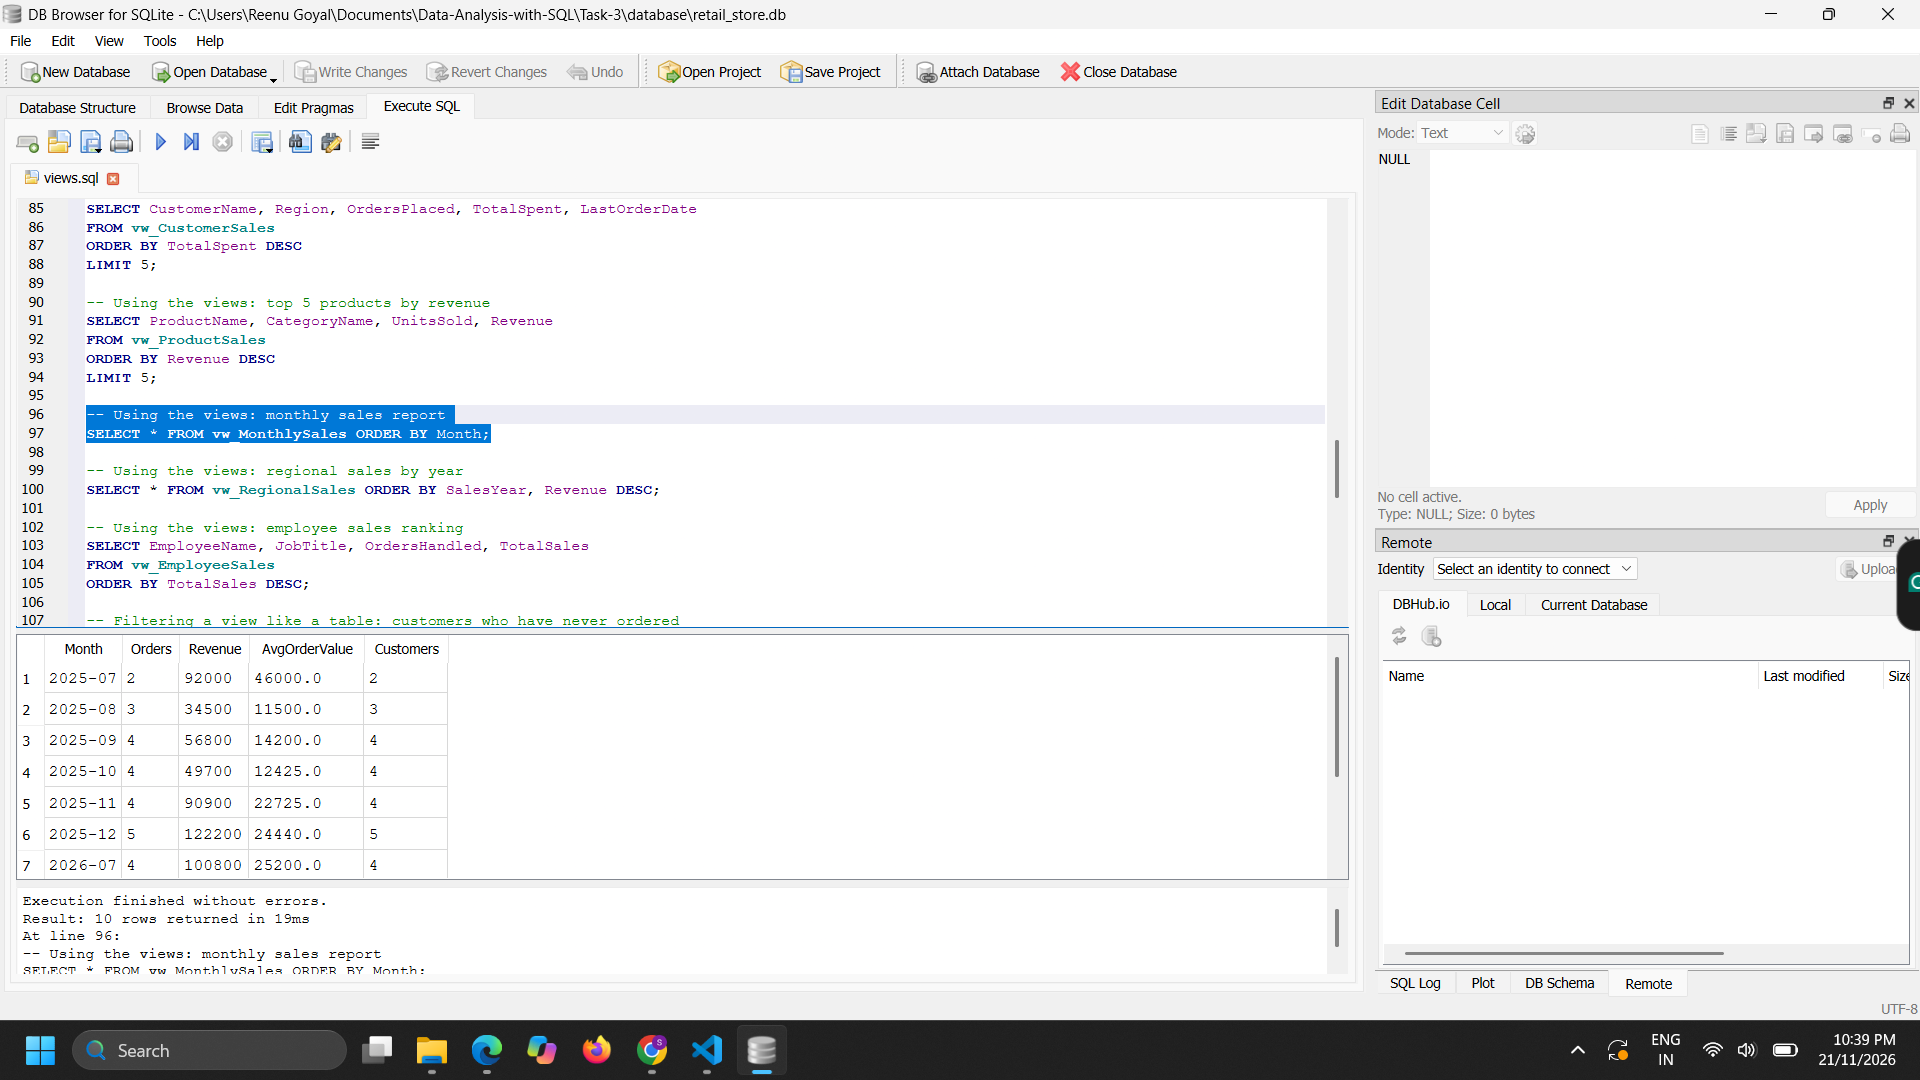 DB Browser for SQLite - C:\Users\Reenu Goyal\Documents\Data-Analysis-with-SQL\Task-3\database\retail_store.db
File Edit View Tools Help
New Database Open Database Write Changes Revert Changes Undo Open Project Save Project Attach Database Close Database
Database Structure Browse Data Edit Pragmas Execute SQL
views.sql
85 SELECT CustomerName, Region, OrdersPlaced, TotalSpent, LastOrderDate
86 FROM vw_CustomerSales
87 ORDER BY TotalSpent DESC
88 LIMIT 5;
89
90 -- Using the views: top 5 products by revenue
91 SELECT ProductName, CategoryName, UnitsSold, Revenue
92 FROM vw_ProductSales
93 ORDER BY Revenue DESC
94 LIMIT 5;
95
96 -- Using the views: monthly sales report
97 SELECT * FROM vw_MonthlySales ORDER BY Month;
98
99 -- Using the views: regional sales by year
100 SELECT * FROM vw_RegionalSales ORDER BY SalesYear, Revenue DESC;
101
102 -- Using the views: employee sales ranking
103 SELECT EmployeeName, JobTitle, OrdersHandled, TotalSales
104 FROM vw_EmployeeSales
105 ORDER BY TotalSales DESC;
106
107 -- Filtering a view like a table: customers who have never ordered
Month Orders Revenue AvgOrderValue Customers
1 2025-07 2 92000 46000.0 2
2 2025-08 3 34500 11500.0 3
3 2025-09 4 56800 14200.0 4
4 2025-10 4 49700 12425.0 4
5 2025-11 4 90900 22725.0 4
6 2025-12 5 122200 24440.0 5
7 2026-07 4 100800 25200.0 4
Execution finished without errors.
Result: 10 rows returned in 19ms
At line 96:
-- Using the views: monthly sales report
SELECT * FROM vw_MonthlySales ORDER BY Month;
Edit Database Cell
Mode: Text
NULL
No cell active.
Type: NULL; Size: 0 bytes
Apply
Remote
Identity Select an identity to connect Uploa
DBHub.io Local Current Database
Name Last modified Size
SQL Log Plot DB Schema Remote
UTF-8
Search
ENG
IN
10:39 PM
21/11/2026